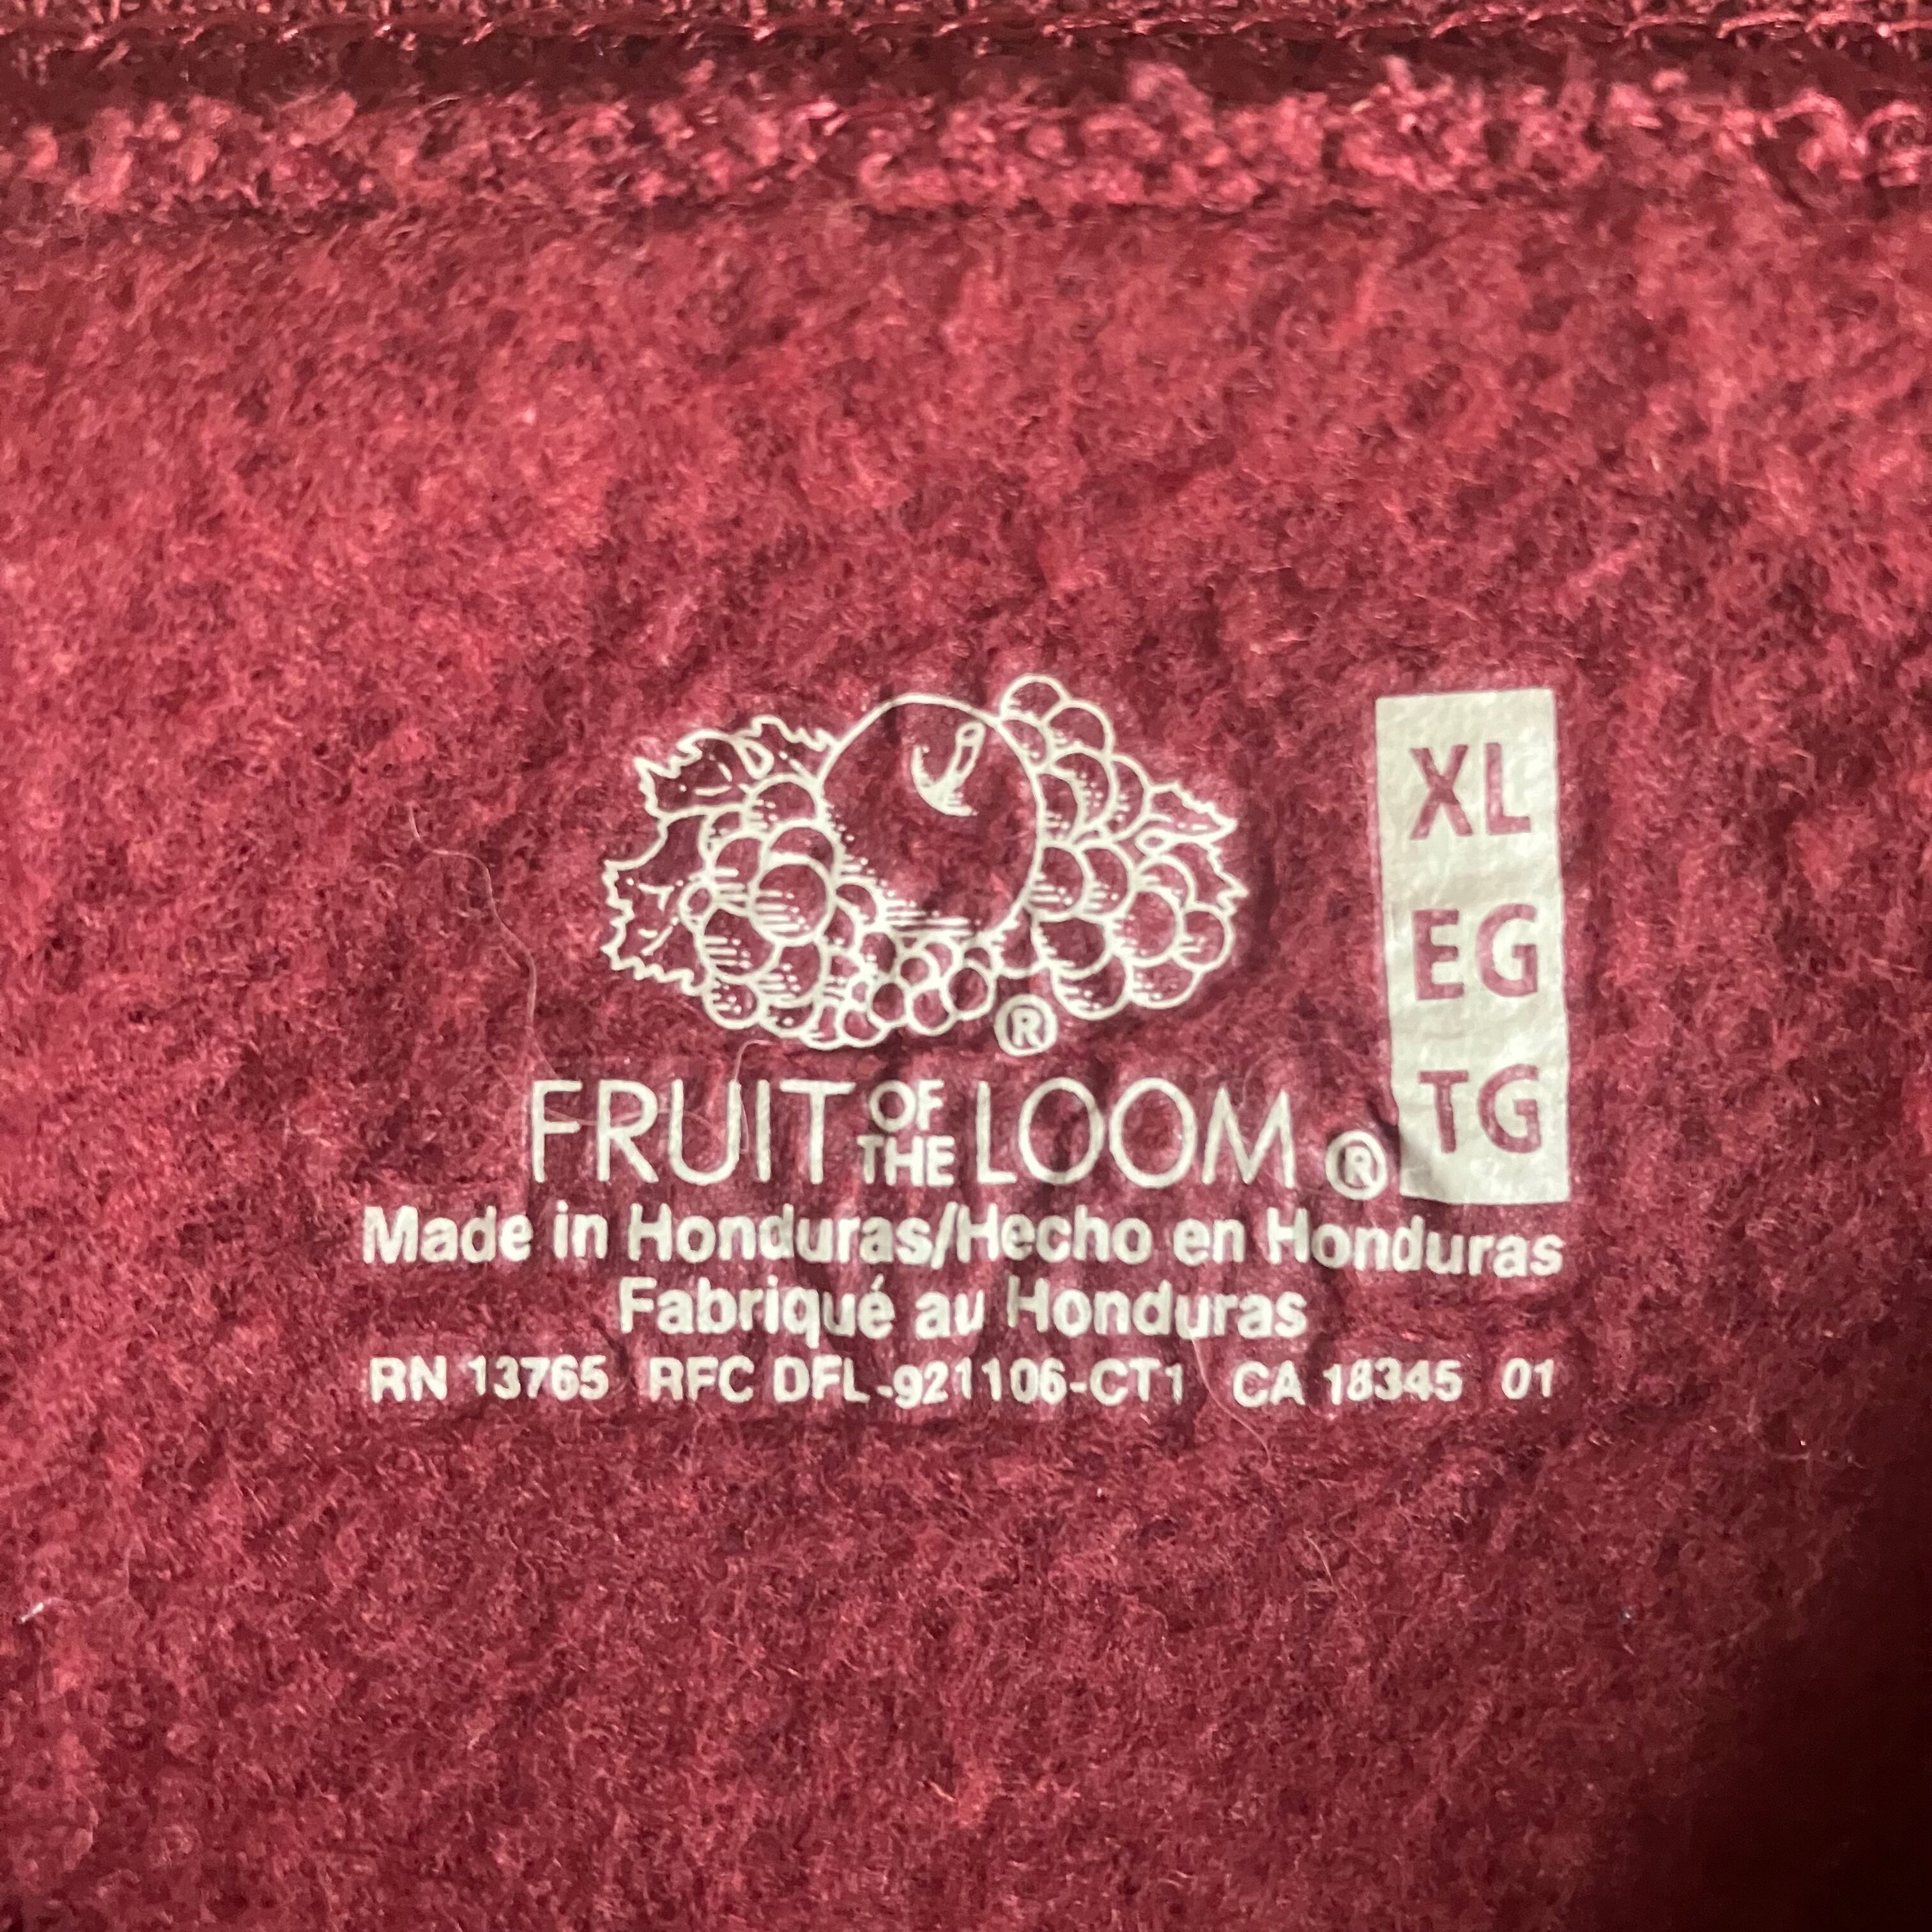 XL
EG
TG
®
FRUIT OF THE LOOM ®
Made in Honduras/Hecho en Honduras
Fabriqué au Honduras
RN 13765 RFC DFL-921106-CT1 CA 18345 01